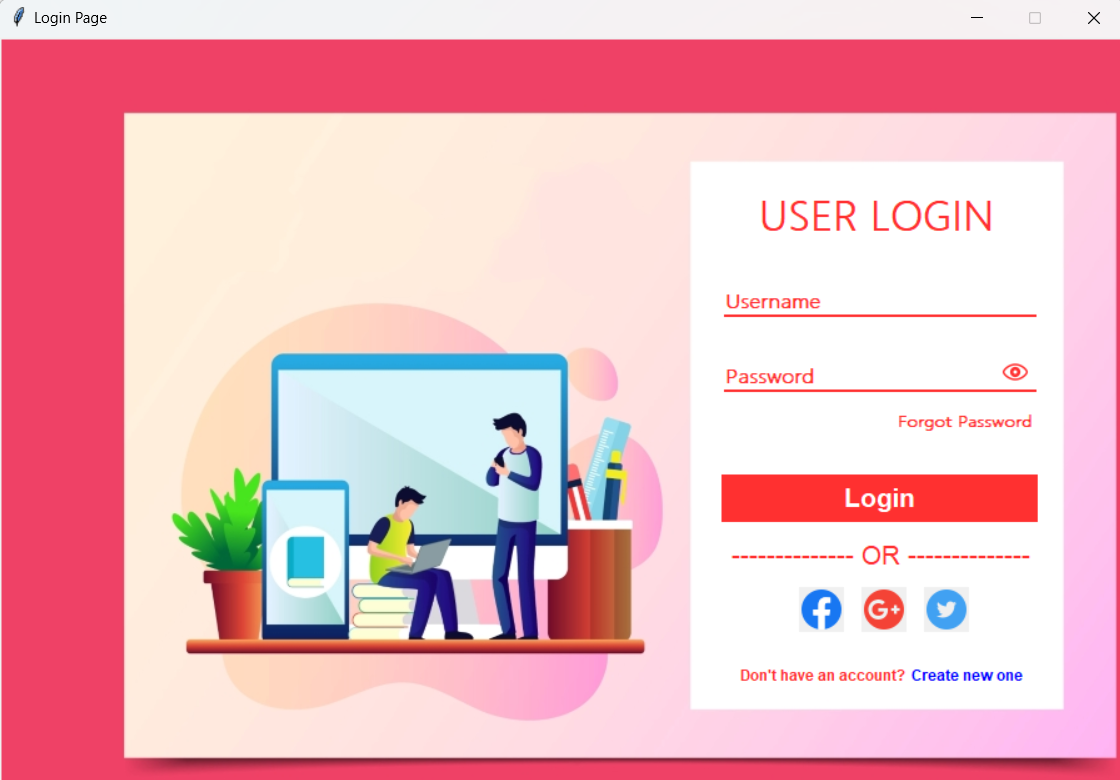 Login Page
USER LOGIN
Username
Password
Forgot Password
Login
-------------- OR --------------
f G+
Don't have an account? Create new one